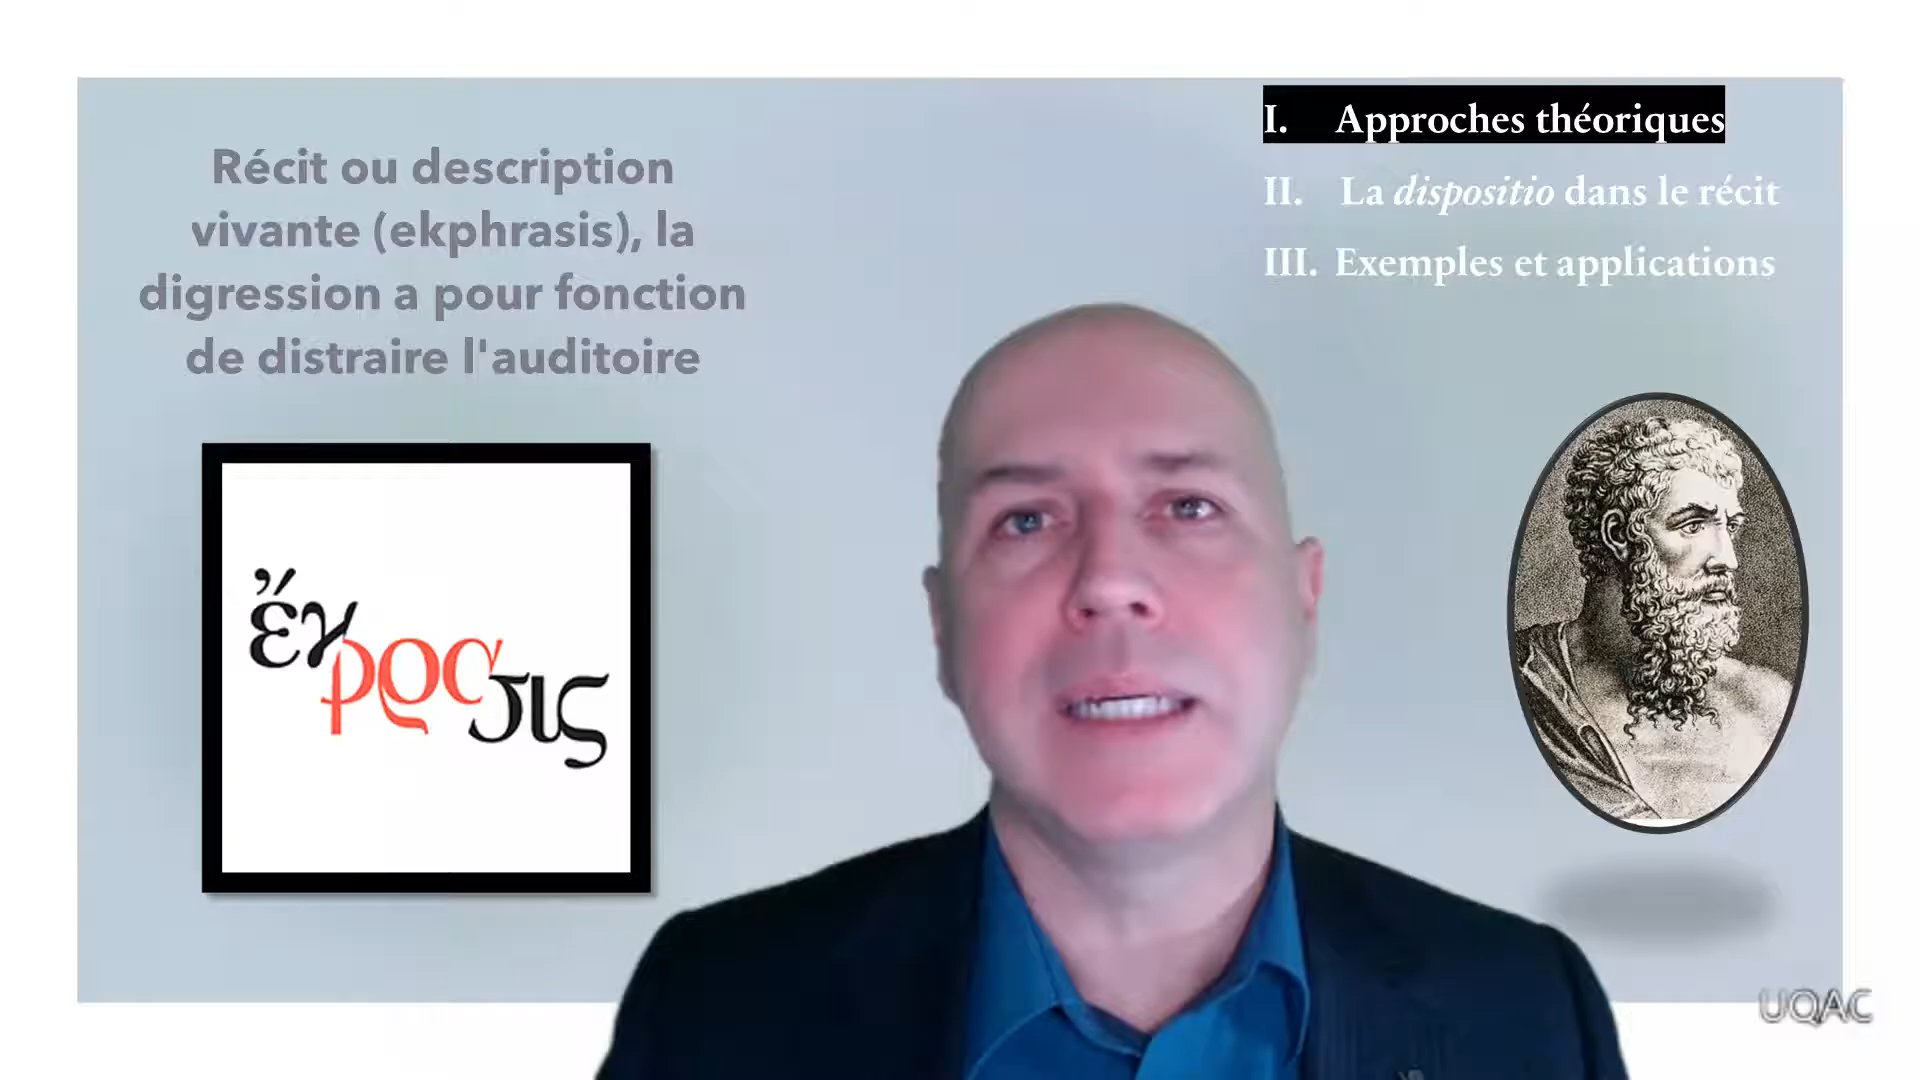 Récit ou description
vivante (ekphrasis), la
digression a pour fonction
de distraire l'auditoire
I. Approches théoriques
II. La dispositio dans le récit
III. Exemples et applications
UQAC